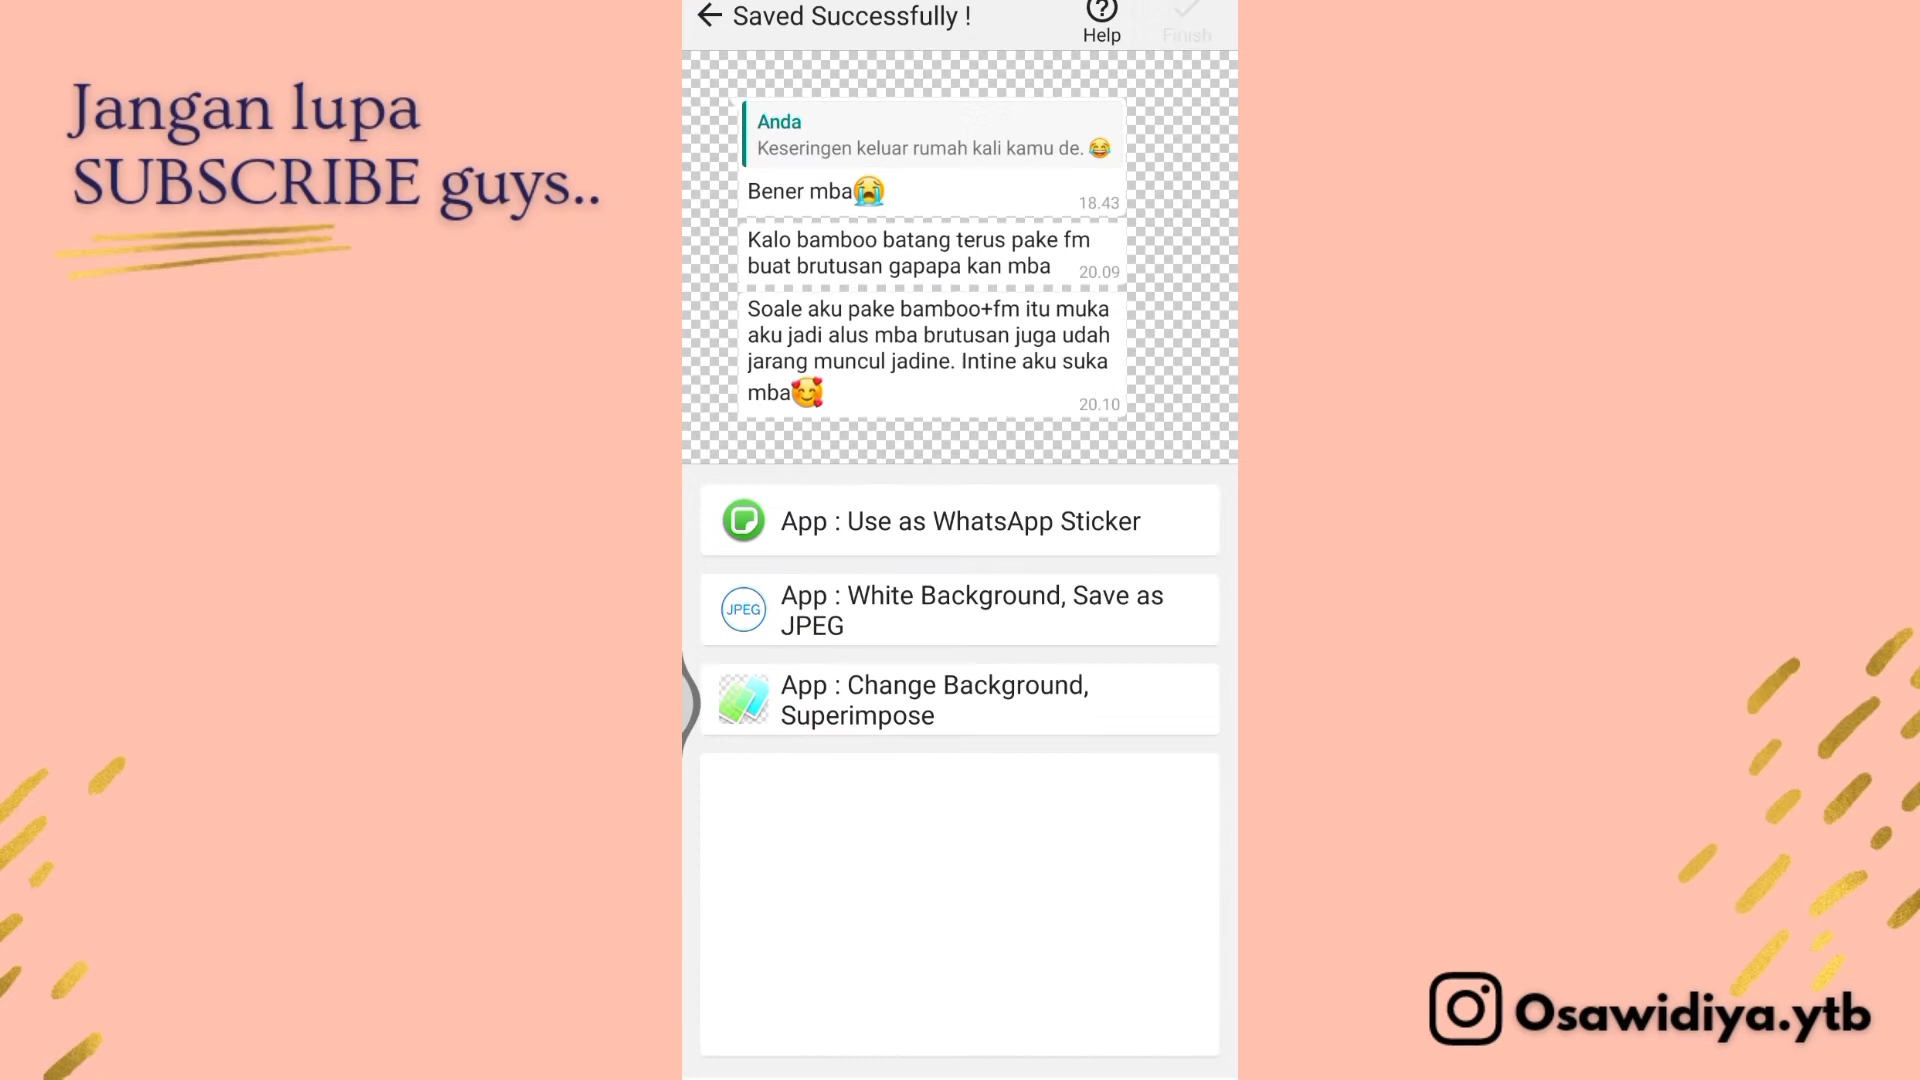 Jangan lupa
SUBSCRIBE guys..
Saved Successfully !
Help
Finish
Anda
Keseringen keluar rumah kali kamu de. 😂
Bener mba😭
18.43
Kalo bamboo batang terus pake fm
buat brutusan gapapa kan mba 20.09
Soale aku pake bamboo+fm itu muka
aku jadi alus mba brutusan juga udah
jarang muncul jadine. Intine aku suka
mba🥰
20.10
App : Use as WhatsApp Sticker
JPEG
App : White Background, Save as
JPEG
App : Change Background,
Superimpose
Osawidiya.ytb